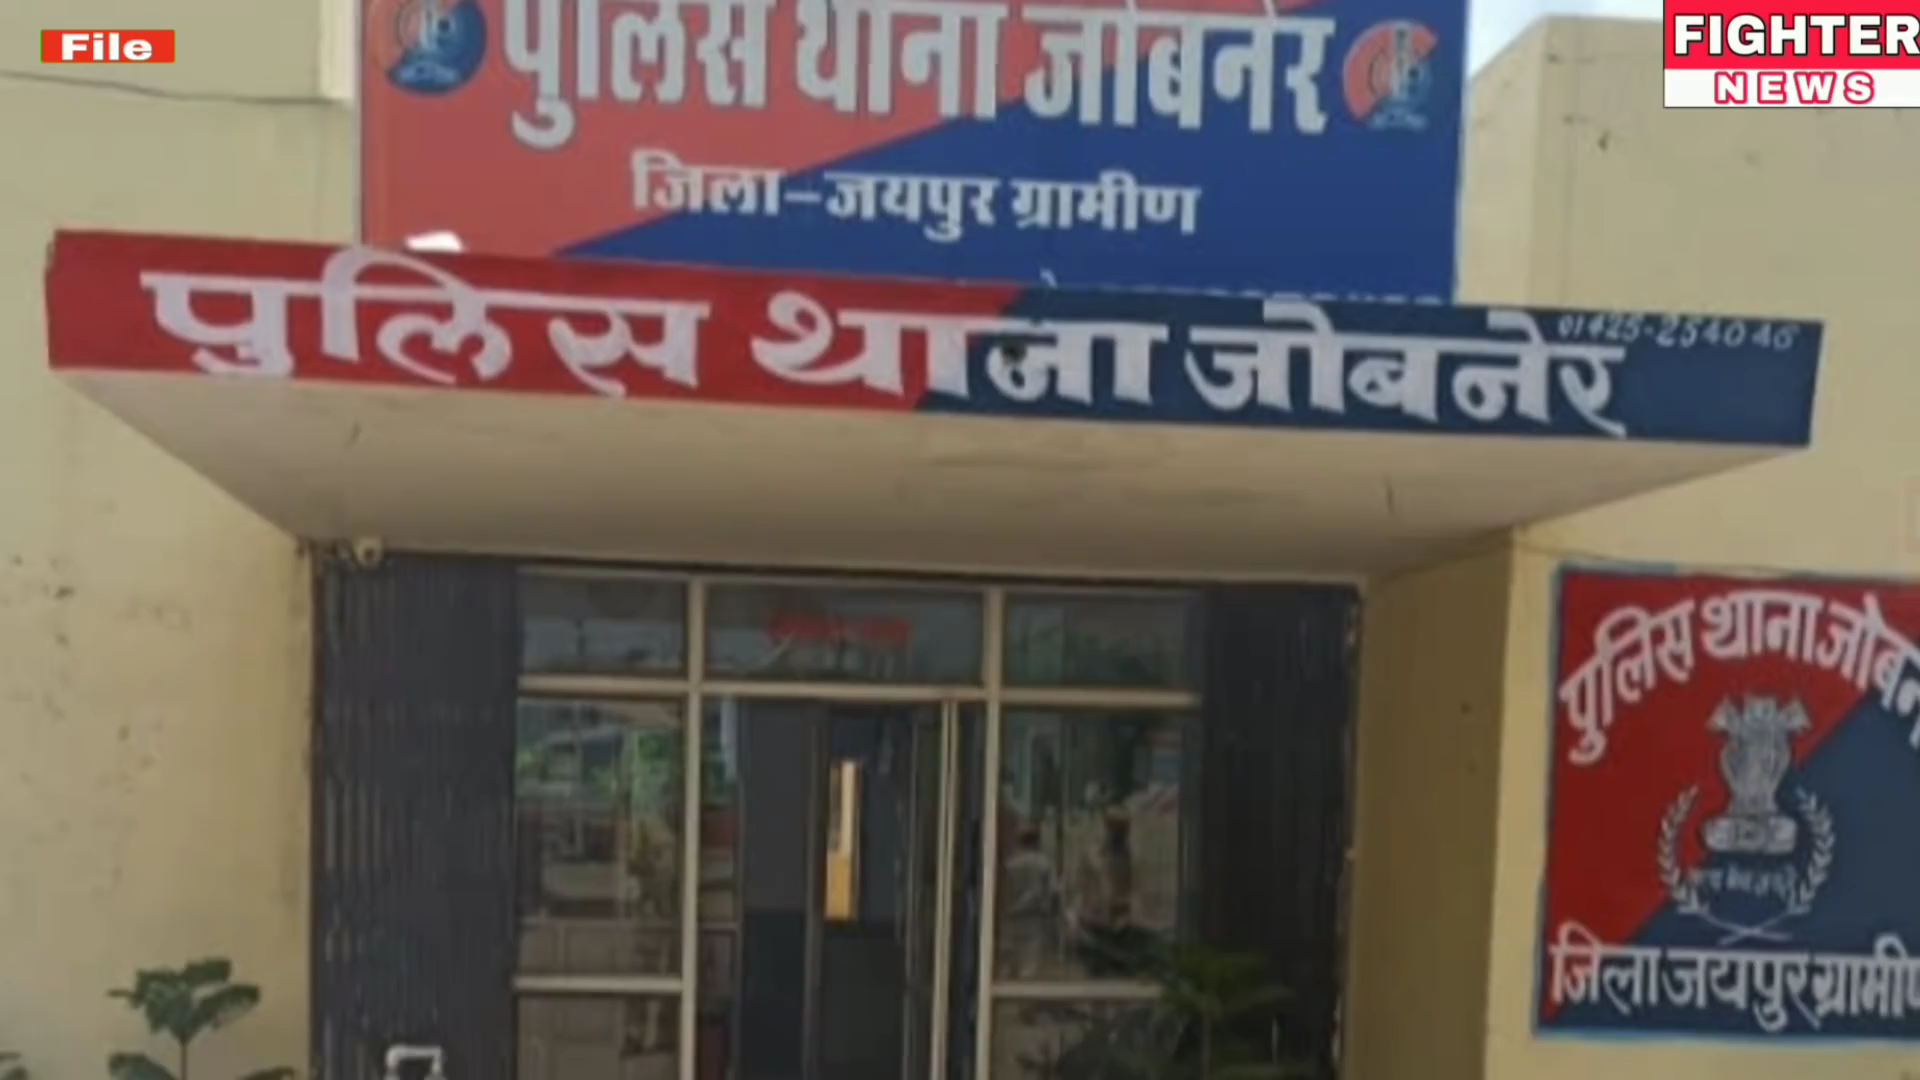 File
FIGHTER
NEWS
पुलिस थाना जोबनेर
जिला-जयपुर ग्रामीण
पुलिस थाना जोबनेर
01425-254046
पुलिस थाना जोबने
जिला जयपुर ग्रामीण